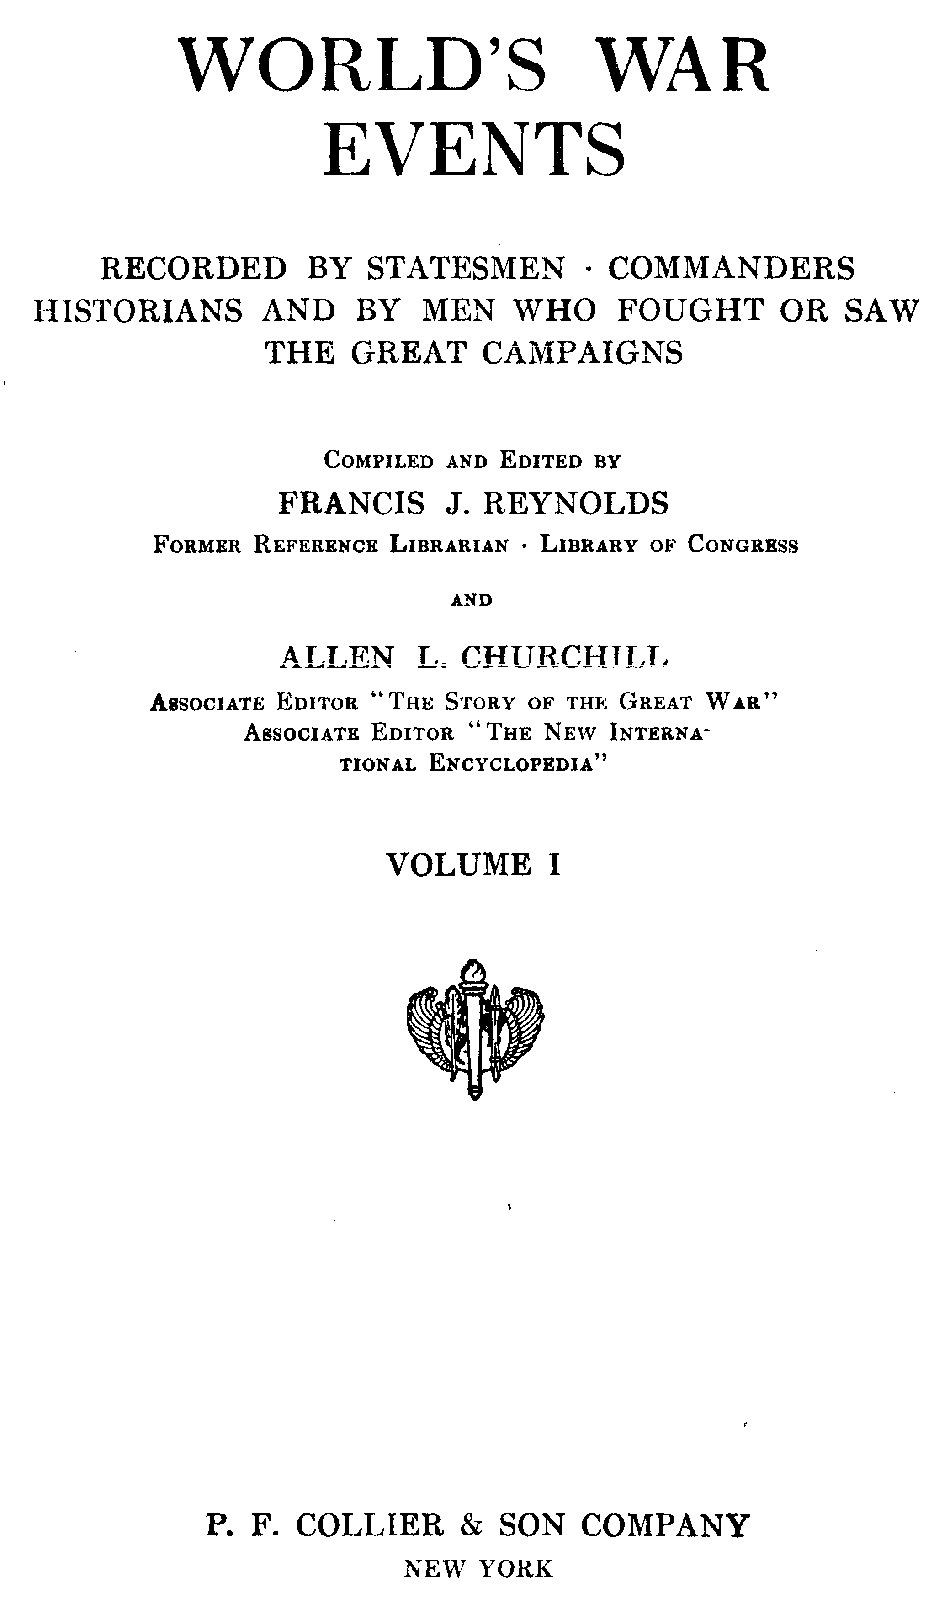 WORLD'S WAR
EVENTS
RECORDED BY STATESMEN · COMMANDERS
HISTORIANS AND BY MEN WHO FOUGHT OR SAW
THE GREAT CAMPAIGNS
COMPILED AND EDITED BY
FRANCIS J. REYNOLDS
FORMER REFERENCE LIBRARIAN · LIBRARY OF CONGRESS
AND
ALLEN L. CHURCHILL
ASSOCIATE EDITOR "THE STORY OF THE GREAT WAR"
ASSOCIATE EDITOR "THE NEW INTERNA-
TIONAL ENCYCLOPEDIA"
VOLUME I
P. F. COLLIER & SON COMPANY
NEW YORK